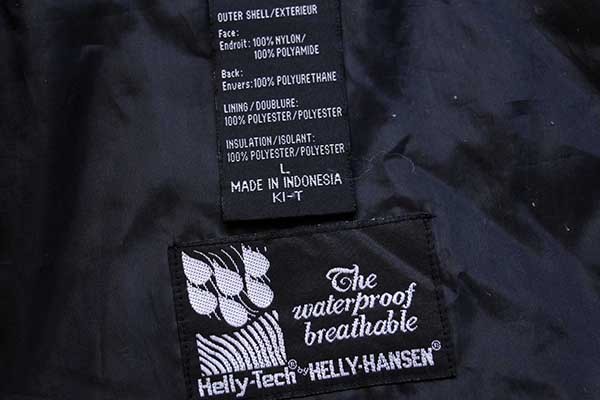 OUTER SHELL/EXTERIEUR
Face:
Endroit: 100% NYLON/
100% POLYAMIDE
Back:
Envers: 100% POLYURETHANE
LINING/DOUBLURE:
100% POLYESTER/POLYESTER
INSULATION/ISOLANT:
100% POLYESTER/POLYESTER
L
MADE IN INDONESIA
KI-T
The
waterproof
breathable
Helly-Tech® by HELLY-HANSEN®